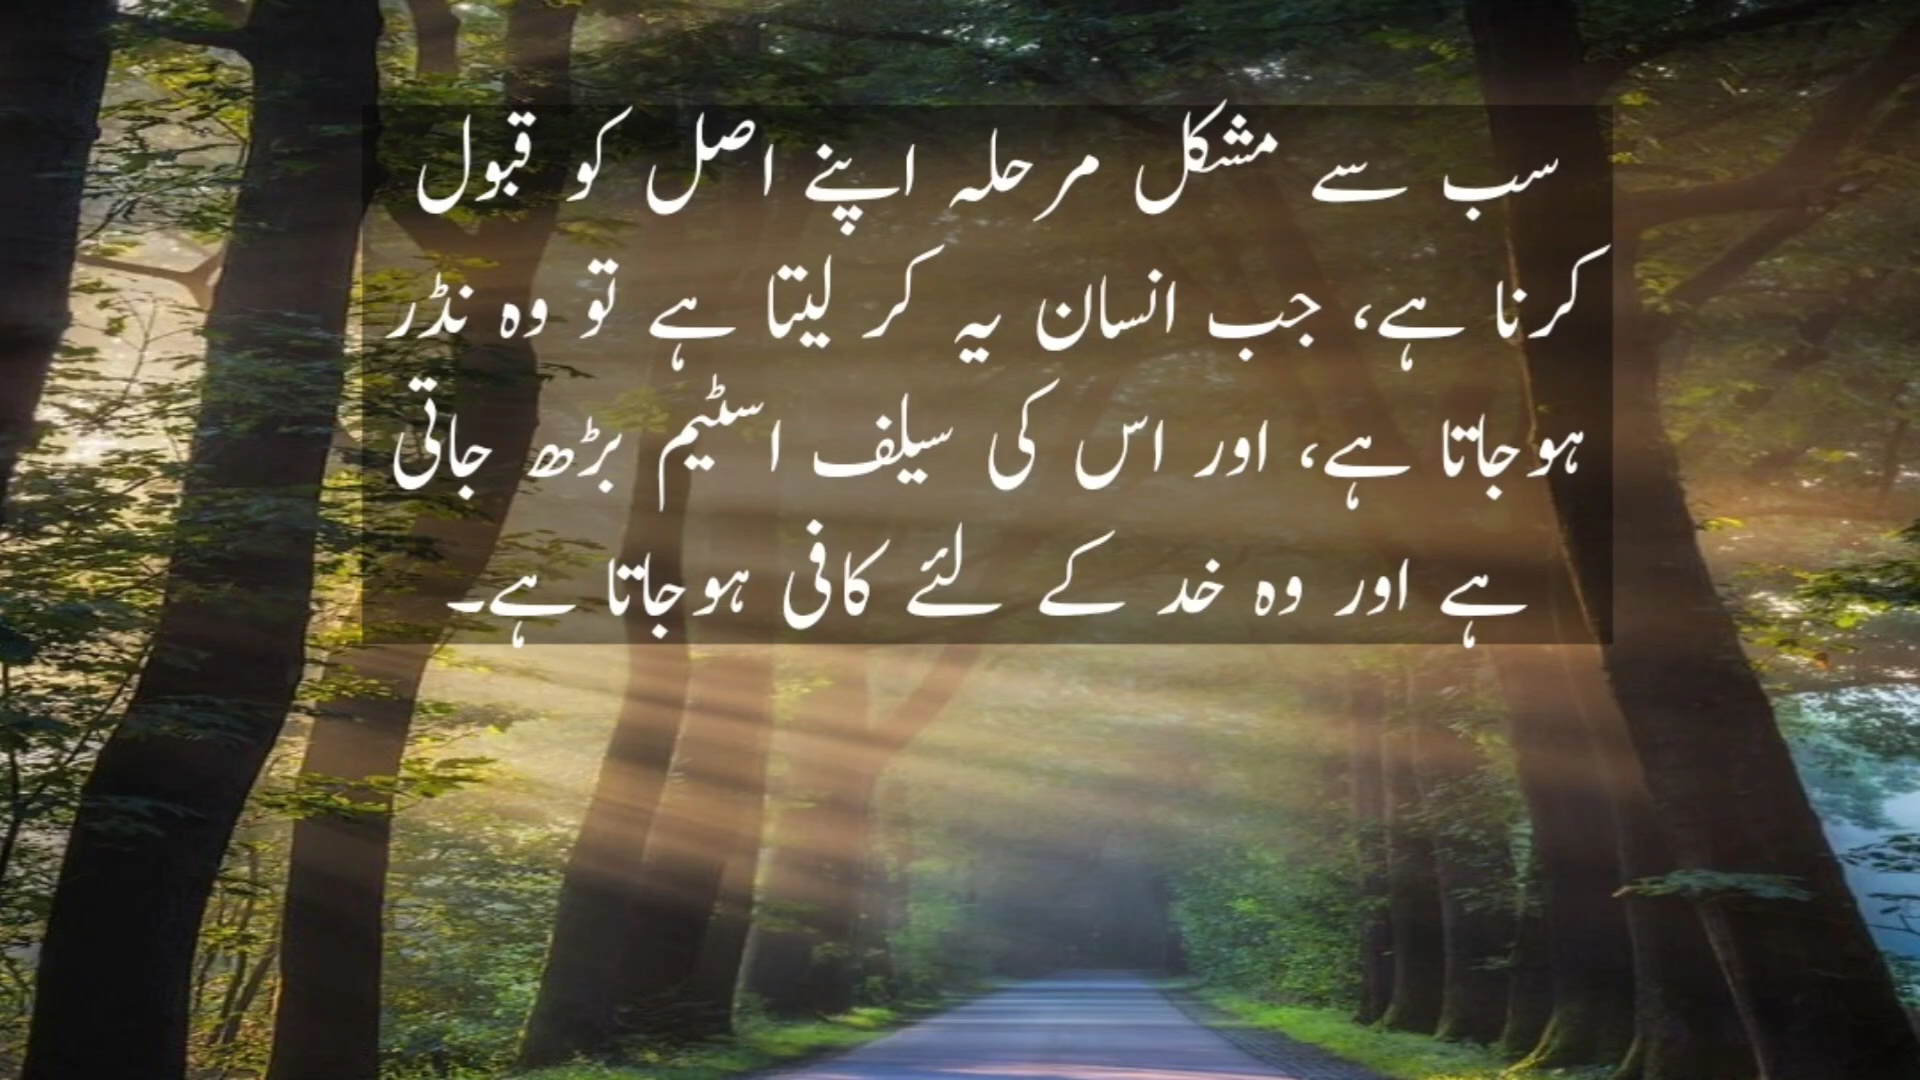 سب سے مشکل مرحلہ اپنے اصل کو قبول
کرنا ہے، جب انسان یہ کر لیتا ہے تو وہ نڈر
ہوجاتا ہے، اور اس کی سیلف اسٹیم بڑھ جاتی
ہے اور وہ خد کے لئے کافی ہوجاتا ہے۔